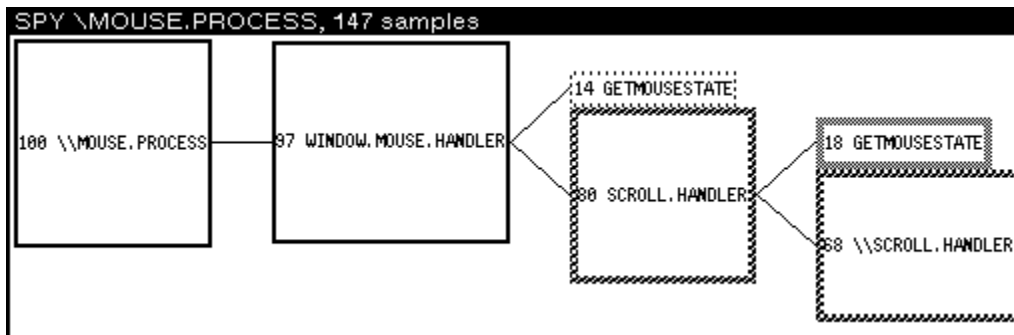 SPY \MOUSE.PROCESS, 147 samples
100 \\MOUSE.PROCESS
97 WINDOW.MOUSE.HANDLER
14 GETMOUSESTATE
80 SCROLL.HANDLER
18 GETMOUSESTATE
68 \\SCROLL.HANDLER